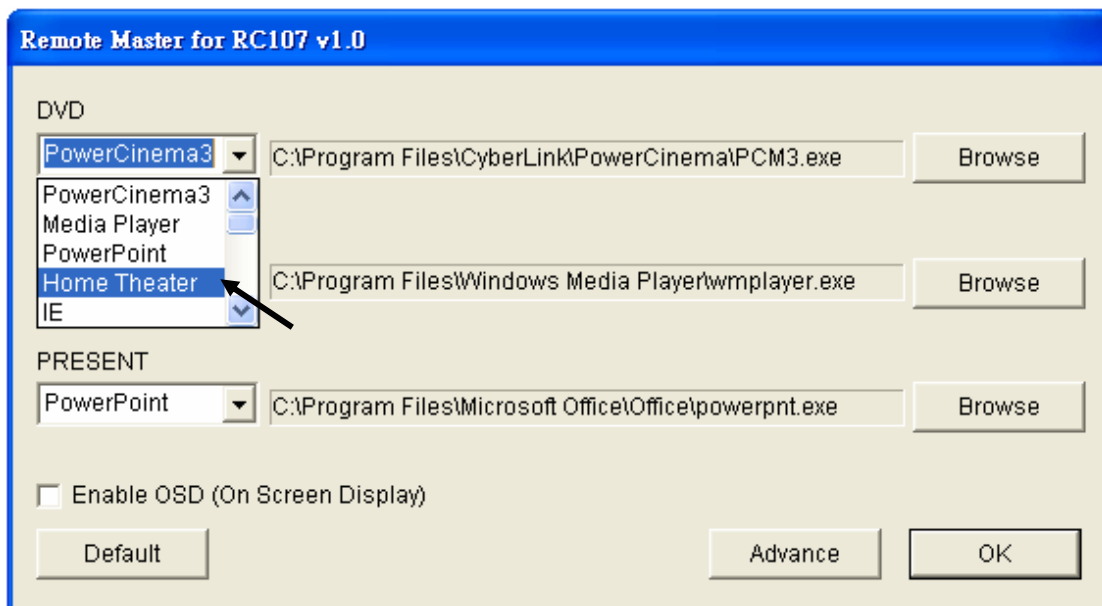 Remote Master for RC107 v1.0
DVD
PowerCinema3 C:\Program Files\CyberLink\PowerCinema\PCM3.exe Browse
PowerCinema3
Media Player
PowerPoint
Home Theater C:\Program Files\Windows Media Player\wmplayer.exe Browse
IE
PRESENT
PowerPoint C:\Program Files\Microsoft Office\Office\powerpnt.exe Browse
Enable OSD (On Screen Display)
Default Advance OK